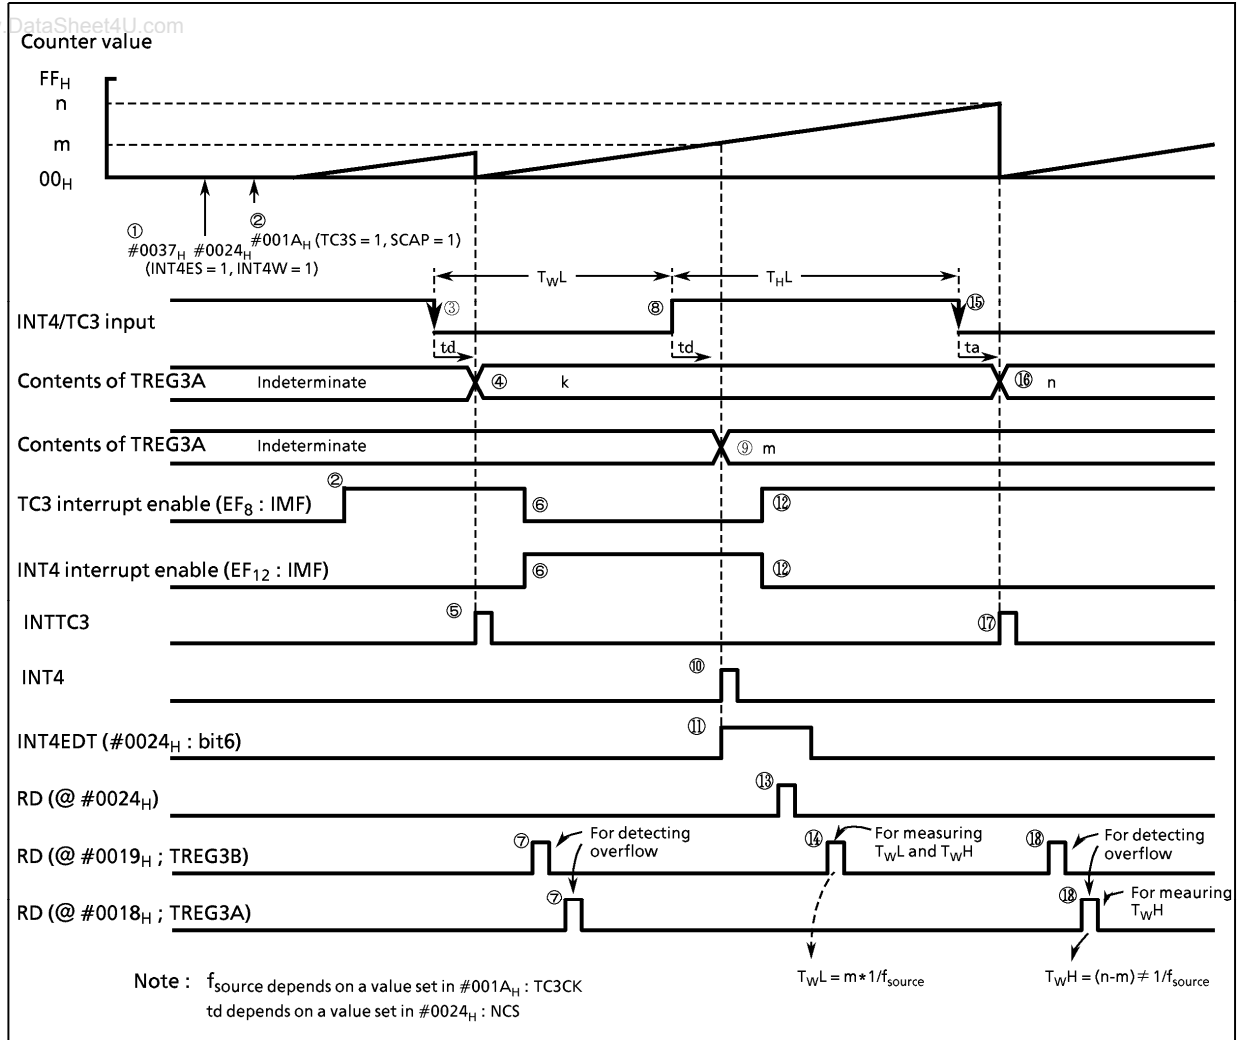 .DataSheet4U.com
Counter value
FFH
n
m
00H
①
#0037H #0024H
(INT4ES = 1, INT4W = 1)
②
#001AH (TC3S = 1, SCAP = 1)
TWL
THL
INT4/TC3 input
③
⑧
⑮
td
td
ta
Contents of TREG3A
Indeterminate
④
k
⑯
n
Contents of TREG3A
Indeterminate
⑨
m
TC3 interrupt enable (EF8 : IMF)
②
⑥
⑫
INT4 interrupt enable (EF12 : IMF)
⑥
⑫
INTTC3
⑤
⑰
INT4
⑩
INT4EDT (#0024H : bit6)
⑪
RD (@ #0024H)
⑬
RD (@ #0019H ; TREG3B)
⑦
For detecting
overflow
⑭
For measuring
TWL and TWH
⑱
For detecting
overflow
RD (@ #0018H ; TREG3A)
⑦
⑱
For meauring
TWH
TWL = m * 1/fsource
TWH = (n-m) ≠ 1/fsource
Note : fsource depends on a value set in #001AH : TC3CK
td depends on a value set in #0024H : NCS